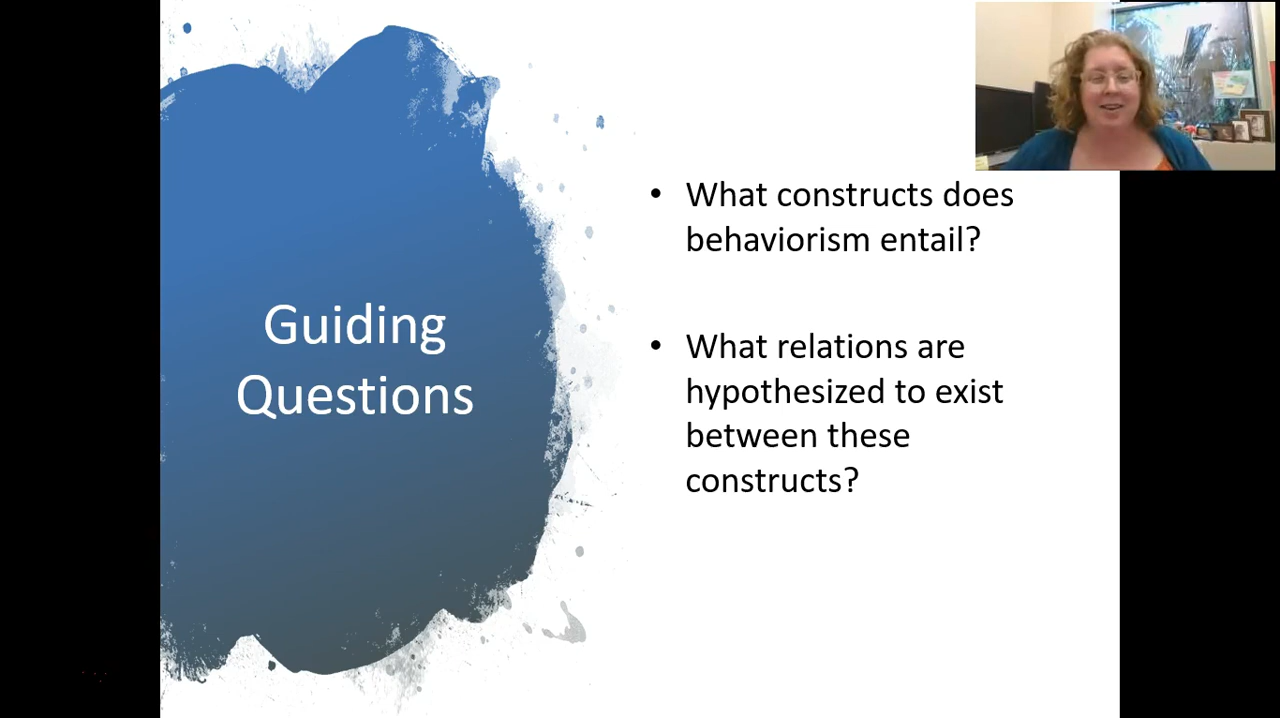 Guiding
Questions
• What constructs does
behaviorism entail?
• What relations are
hypothesized to exist
between these
constructs?